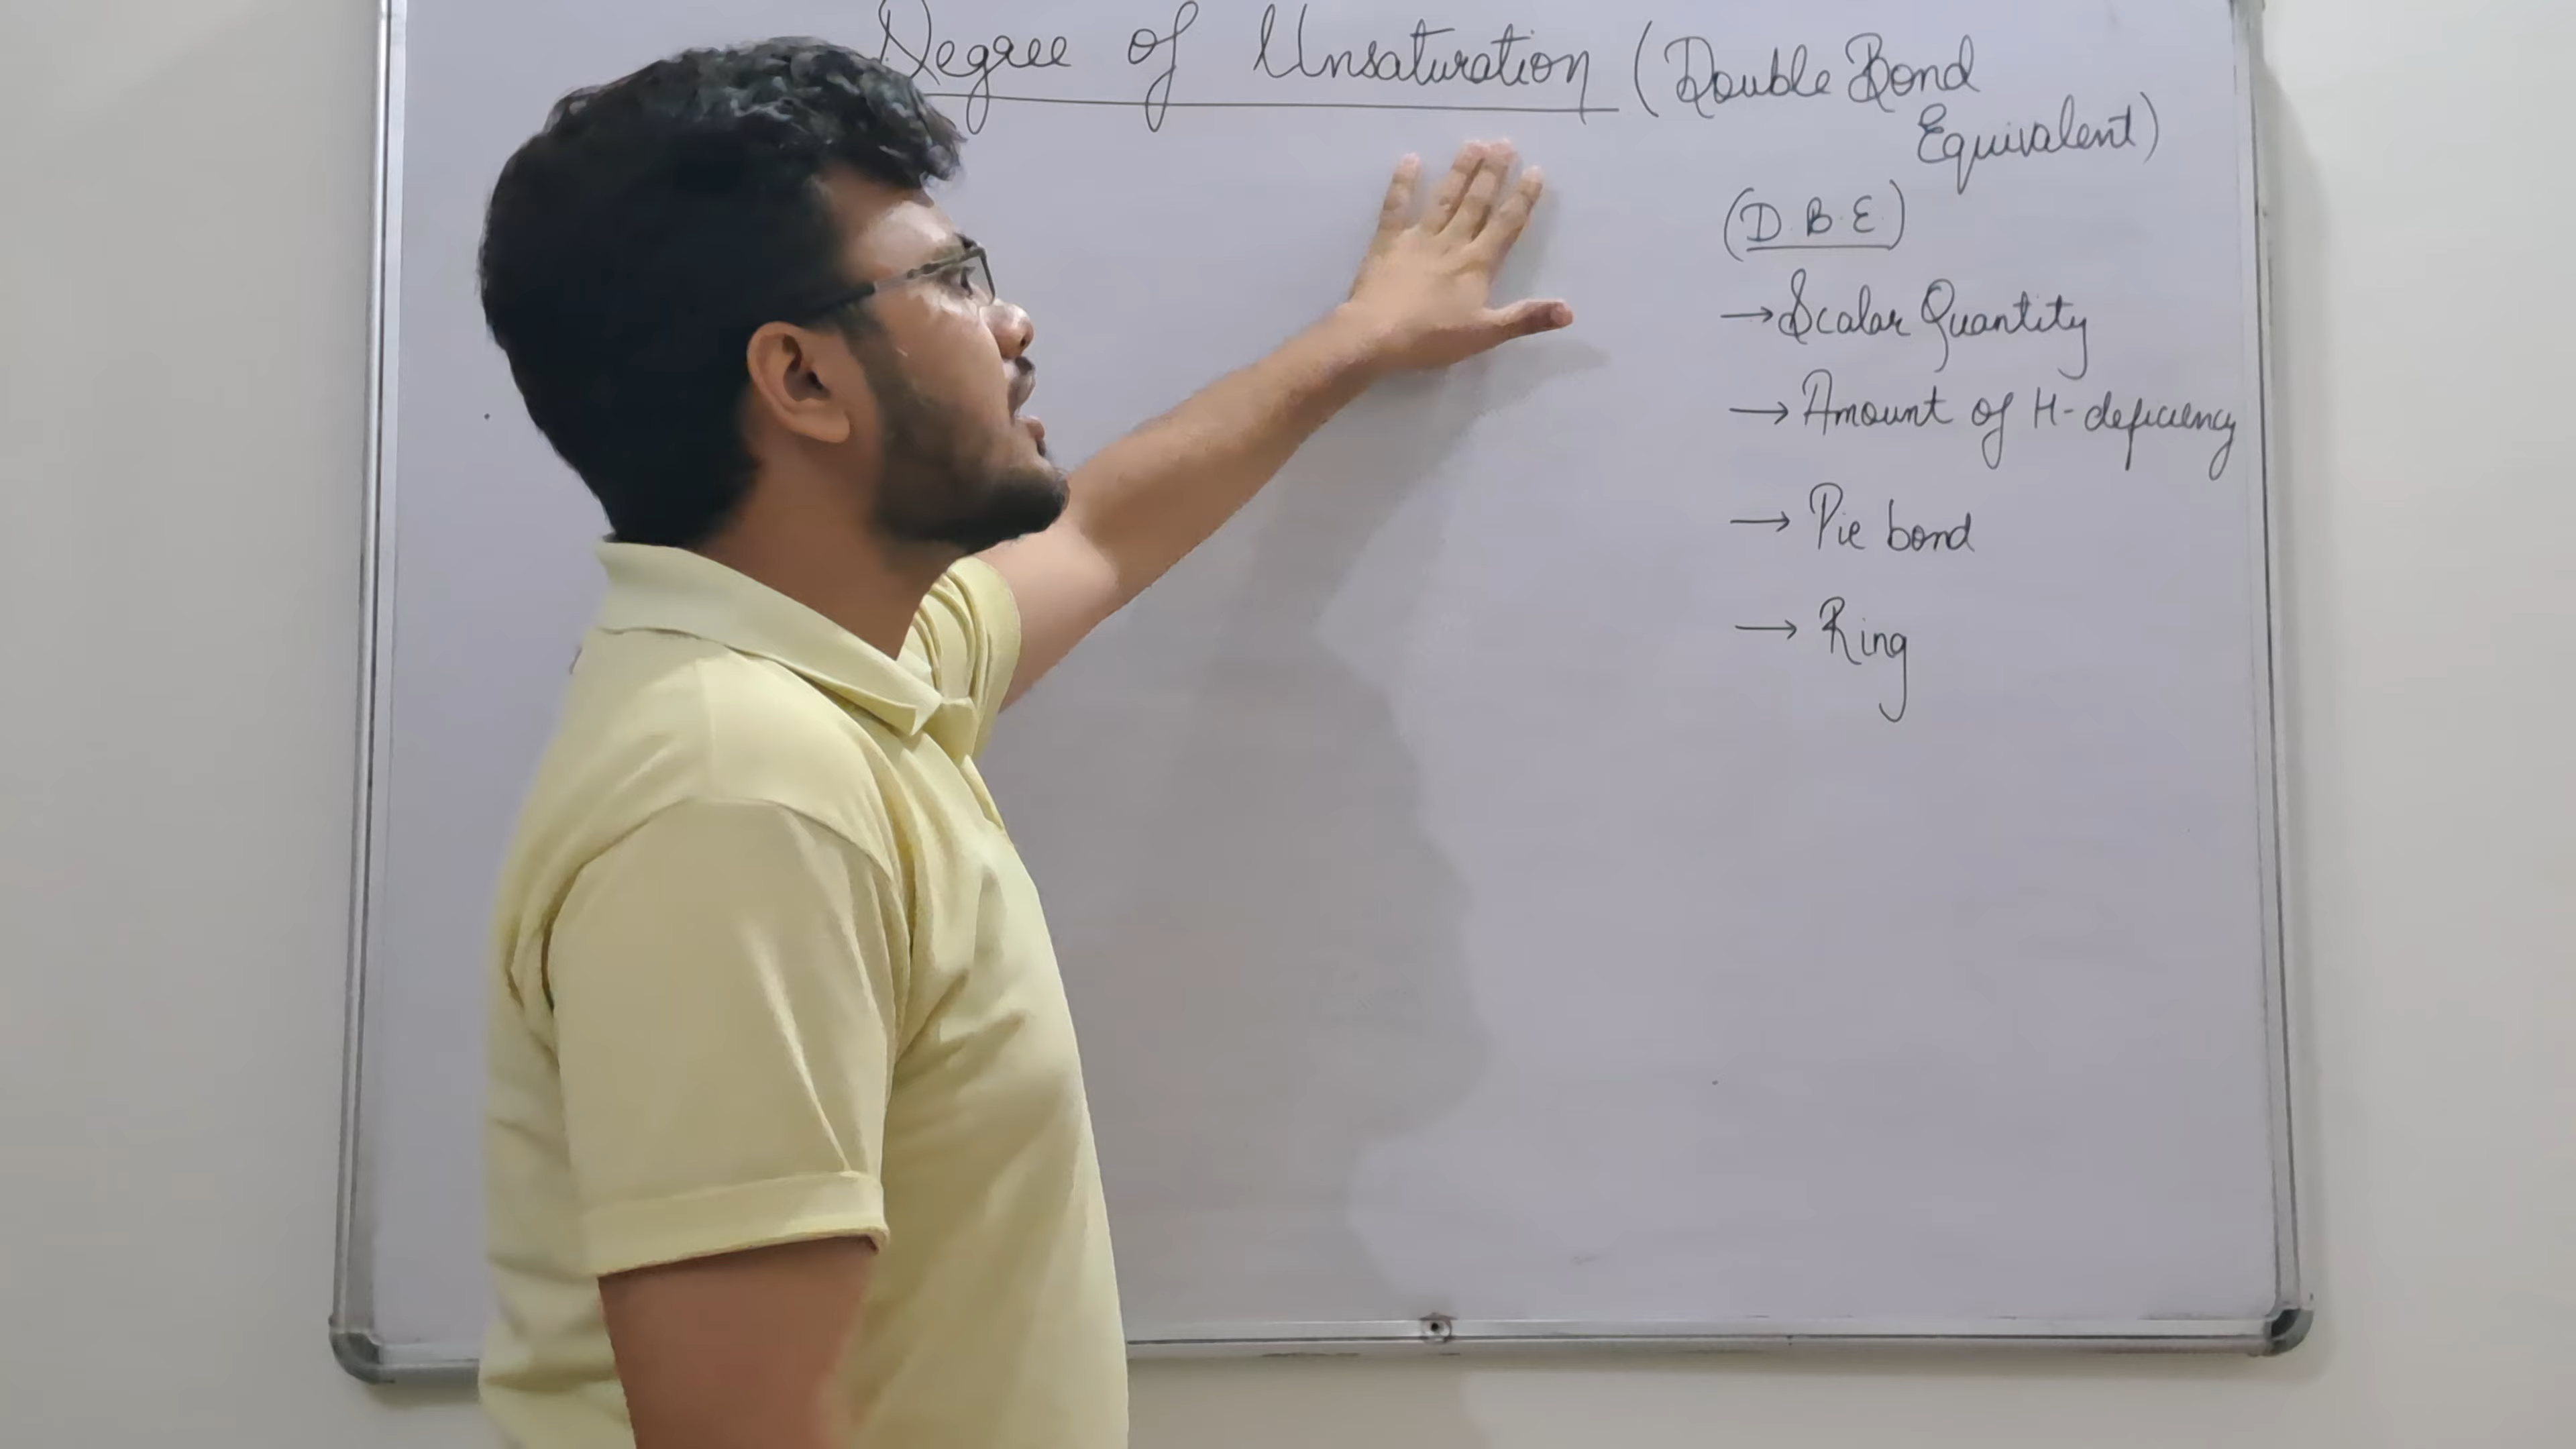 Degree of Unsaturation (Double Bond
Equivalent)
(D.B.E.)
→ Scalar Quantity
→ Amount of H-deficiency
→ Pie bond
→ Ring